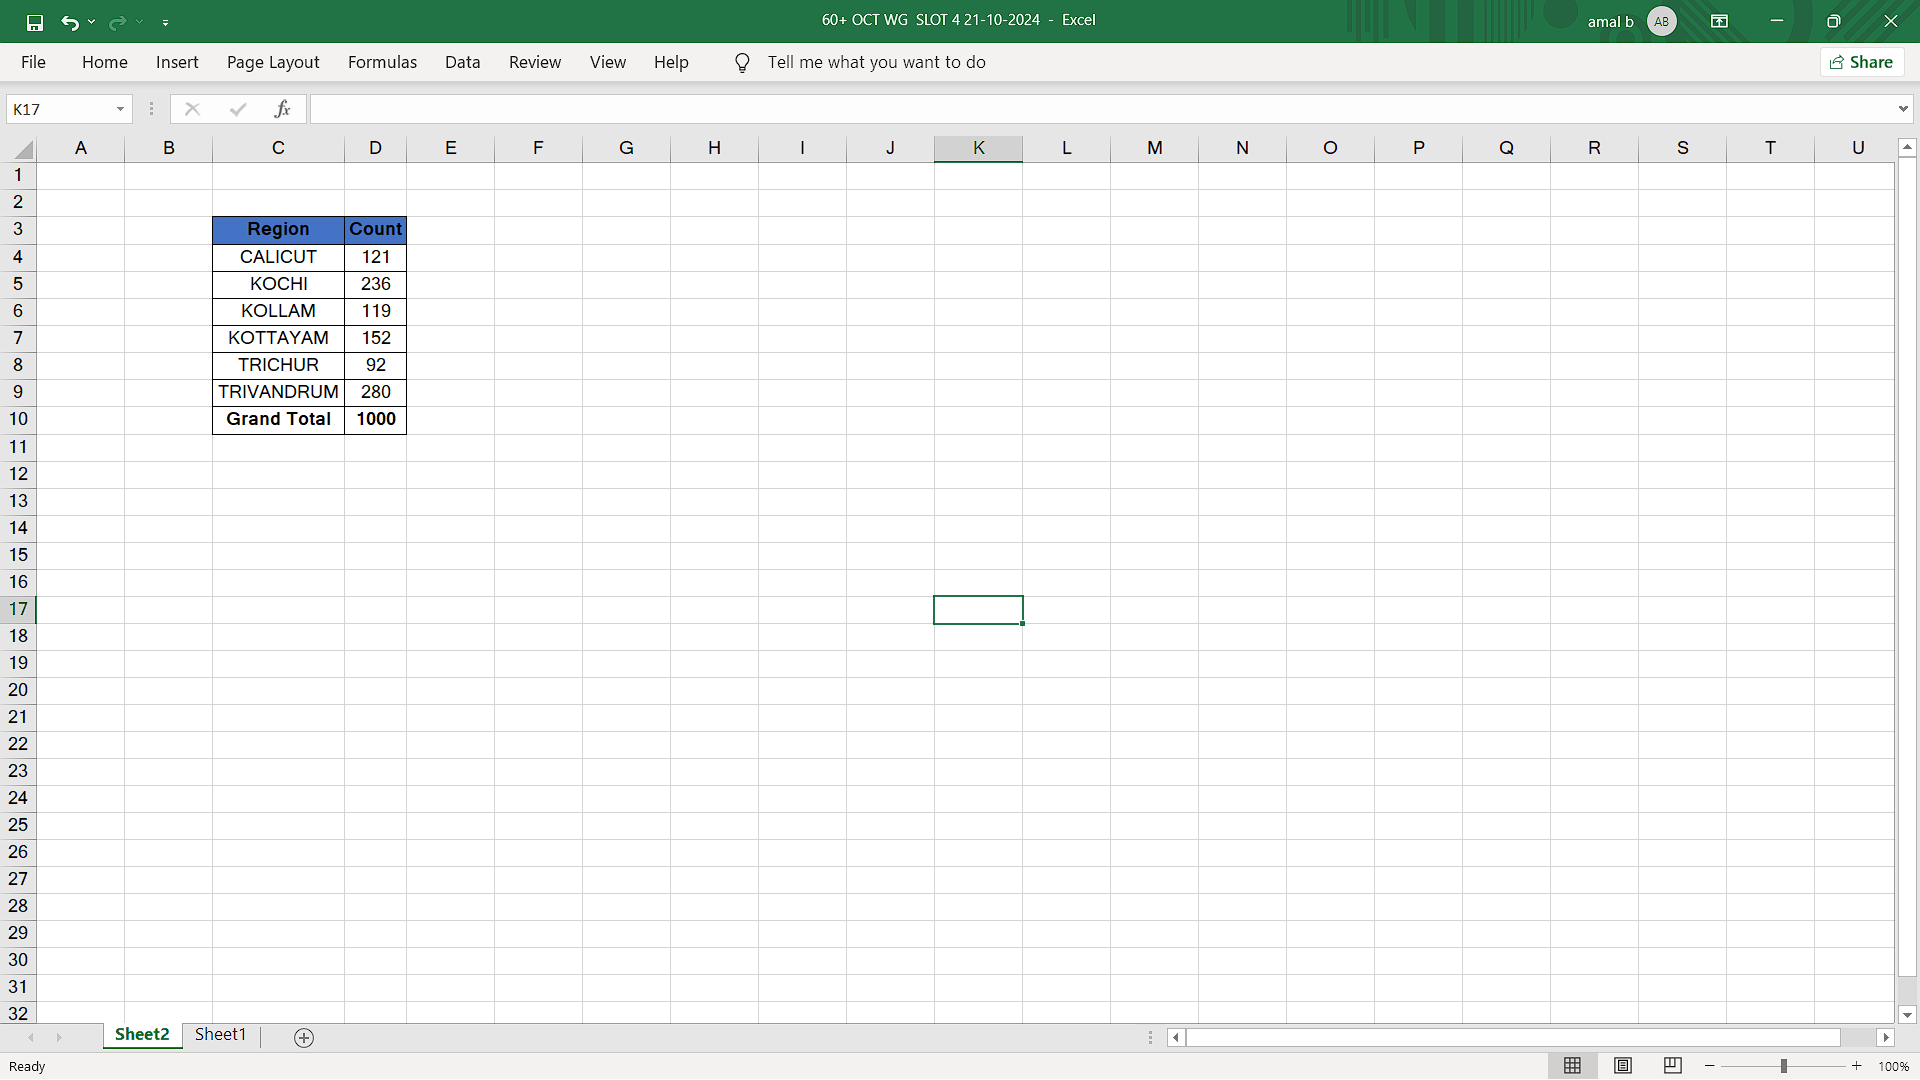 60+ OCT WG  SLOT 4 21-10-2024  -  Excel
amal b AB
File Home Insert Page Layout Formulas Data Review View Help Tell me what you want to do Share
K17 fx
A B C D E F G H I J K L M N O P Q R S T U
1
2
3 Region Count
4 CALICUT 121
5 KOCHI 236
6 KOLLAM 119
7 KOTTAYAM 152
8 TRICHUR 92
9 TRIVANDRUM 280
10 Grand Total 1000
11
12
13
14
15
16
17
18
19
20
21
22
23
24
25
26
27
28
29
30
31
32
Sheet2 Sheet1
Ready 100%